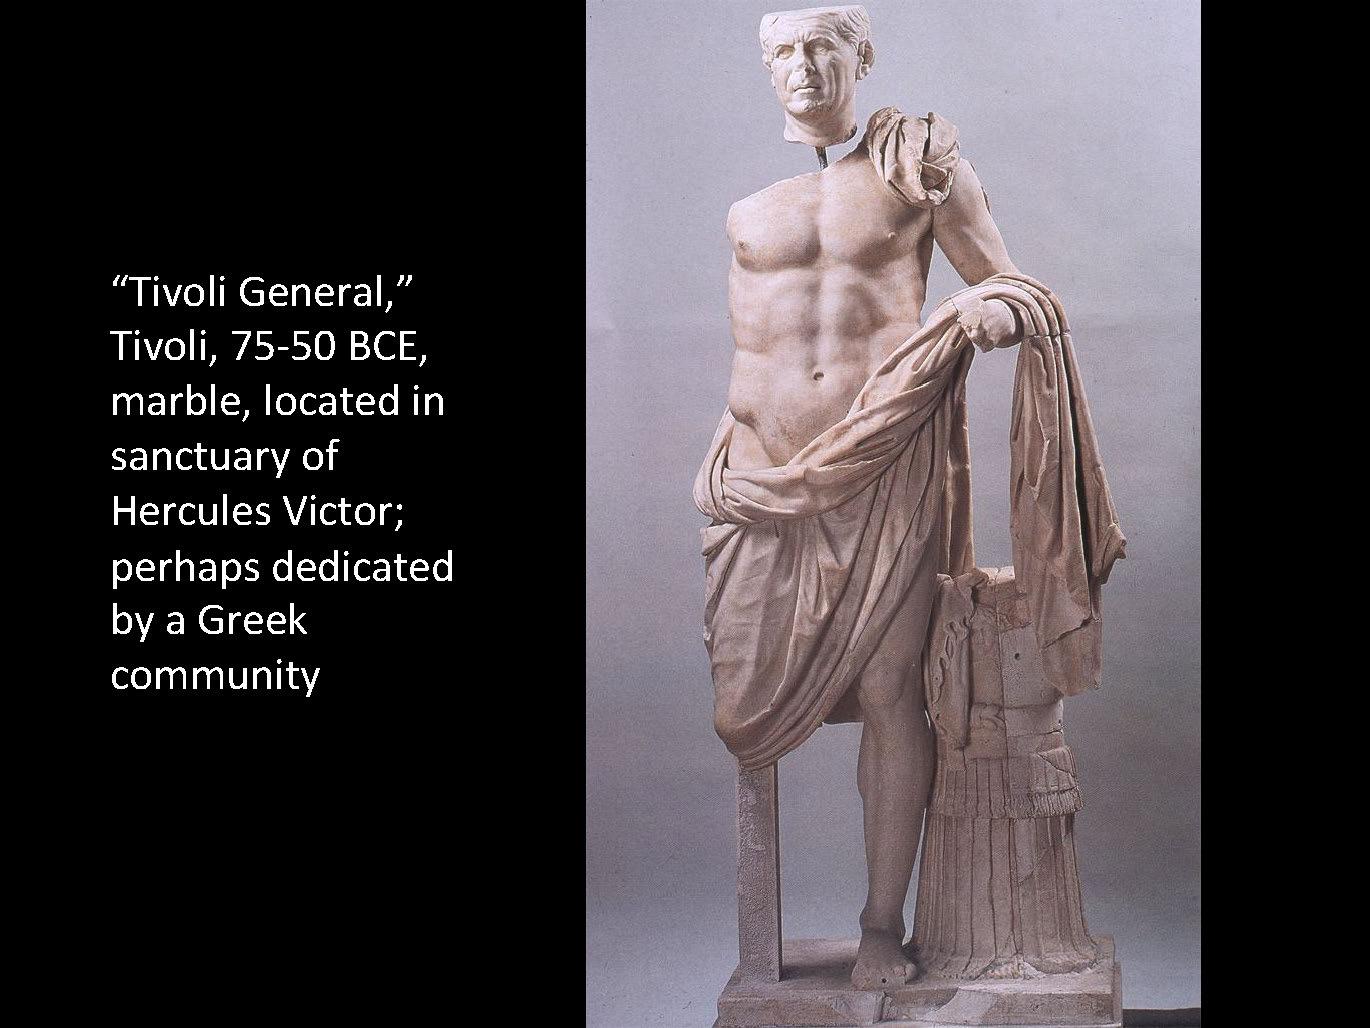 “Tivoli General,”
Tivoli, 75-50 BCE,
marble, located in
sanctuary of
Hercules Victor;
perhaps dedicated
by a Greek
community